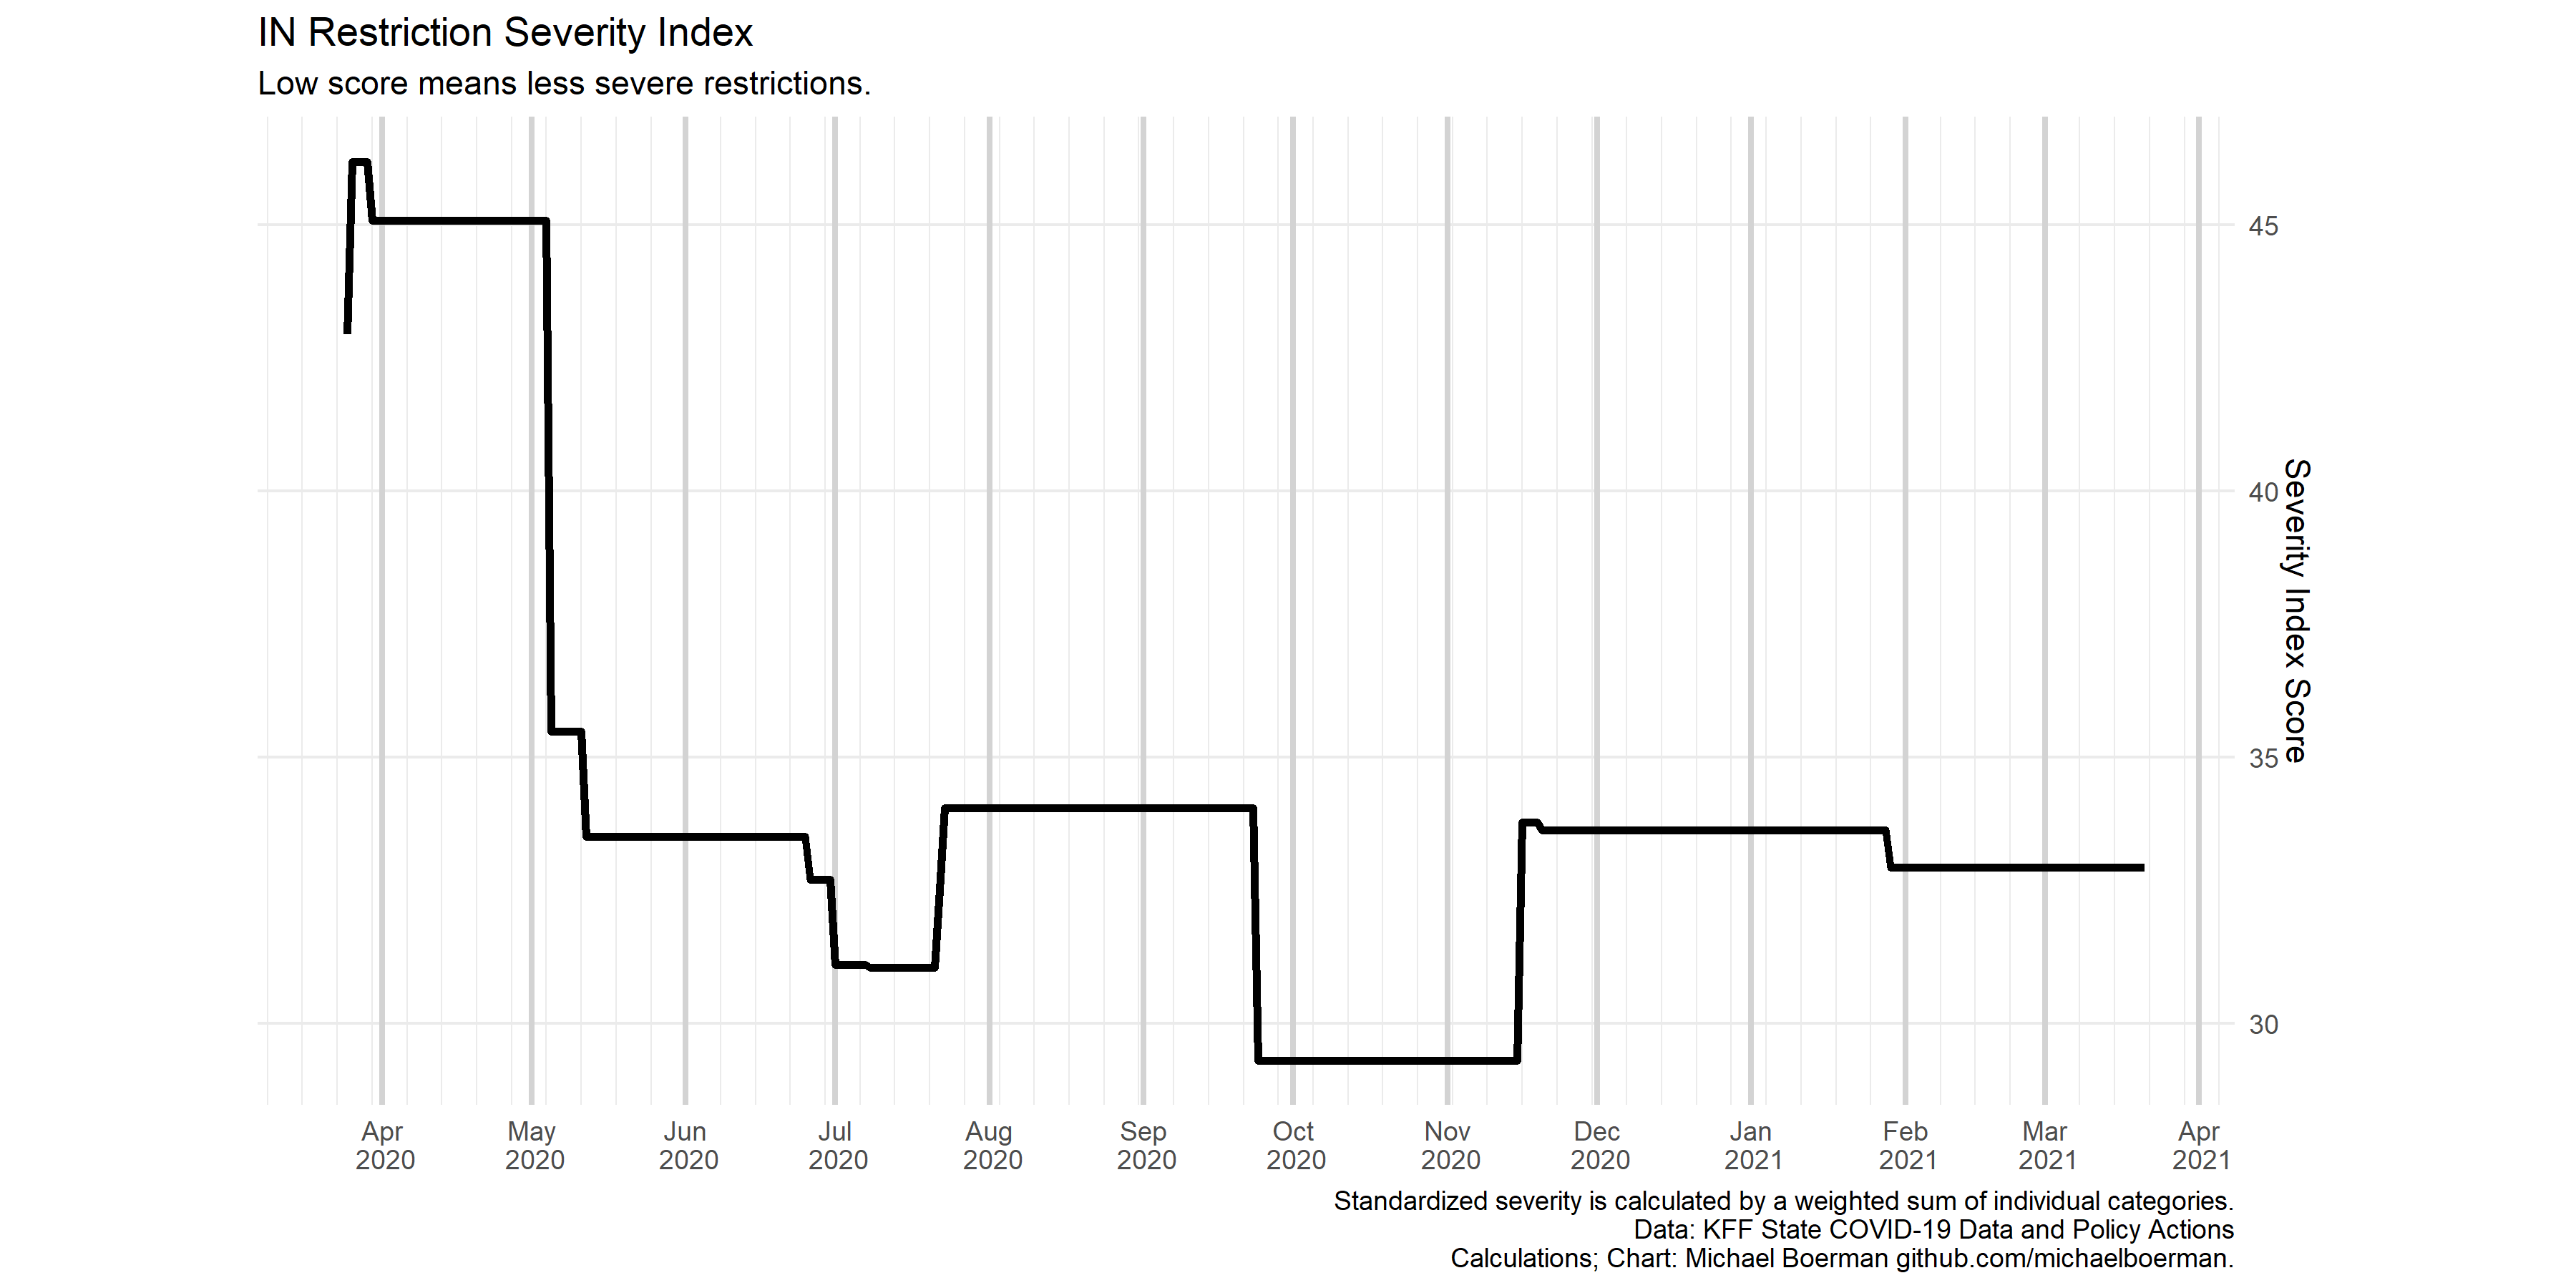 IN Restriction Severity Index
Low score means less severe restrictions.
45
40
35
30
Severity Index Score
Apr 2020
May 2020
Jun 2020
Jul 2020
Aug 2020
Sep 2020
Oct 2020
Nov 2020
Dec 2020
Jan 2021
Feb 2021
Mar 2021
Apr 2021
Standardized severity is calculated by a weighted sum of individual categories.
Data: KFF State COVID-19 Data and Policy Actions
Calculations; Chart: Michael Boerman github.com/michaelboerman.